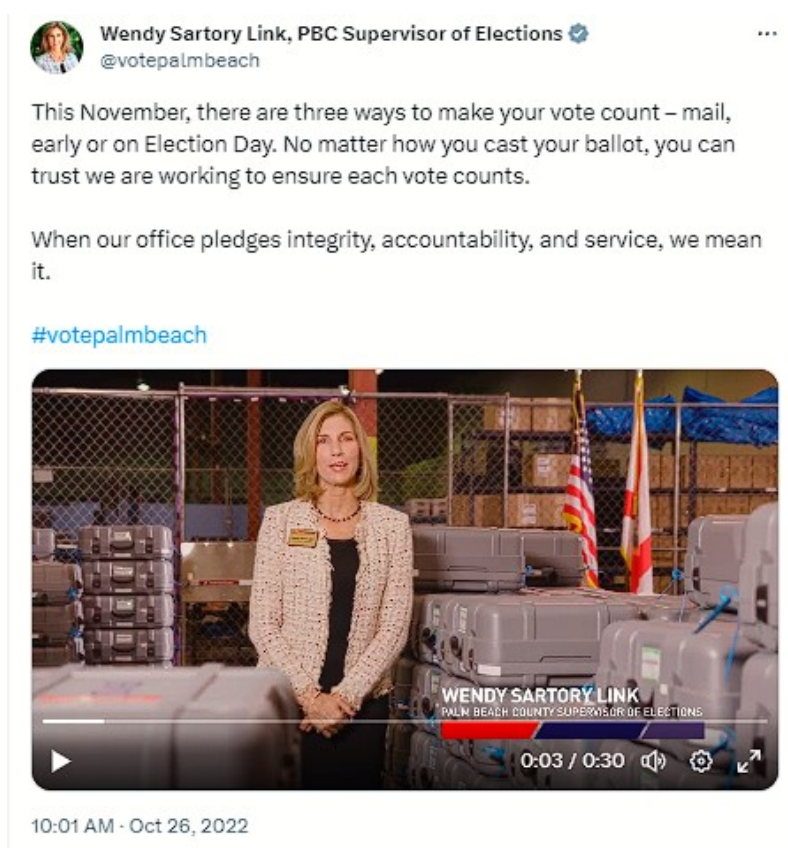 Wendy Sartory Link, PBC Supervisor of Elections
@votepalmbeach
This November, there are three ways to make your vote count – mail,
early or on Election Day. No matter how you cast your ballot, you can
trust we are working to ensure each vote counts.
When our office pledges integrity, accountability, and service, we mean
it.
#votepalmbeach
WENDY SARTORY LINK
PALM BEACH COUNTY SUPERVISOR OF ELECTIONS
0:03 / 0:30
10:01 AM · Oct 26, 2022